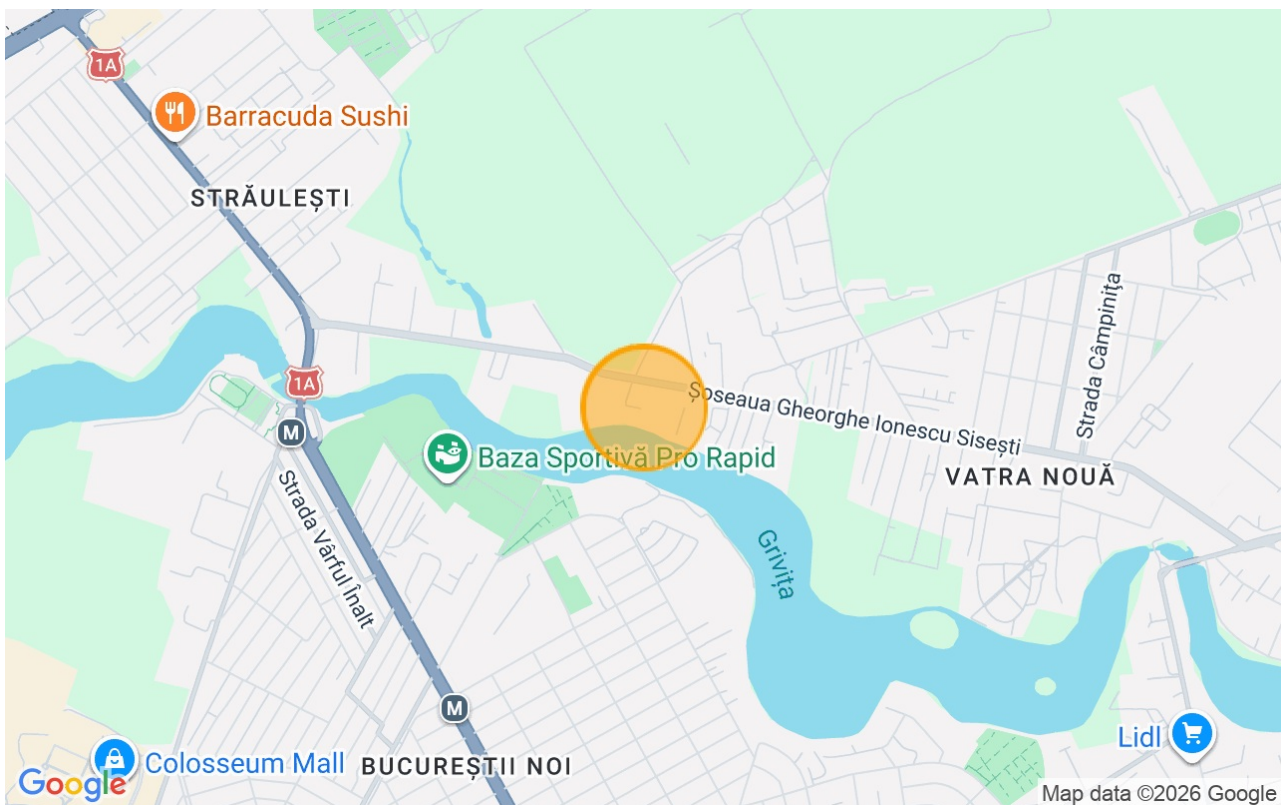 1A
Barracuda Sushi
STRĂULEȘTI
Strada Câmpinița
1A
Șoseaua Gheorghe Ionescu Sisești
M
Baza Sportivă Pro Rapid
VATRA NOUĂ
Strada Vârful Înalt
Grivița
M
Lidl
Colosseum Mall
BUCUREȘTII NOI
Google
Map data ©2026 Google